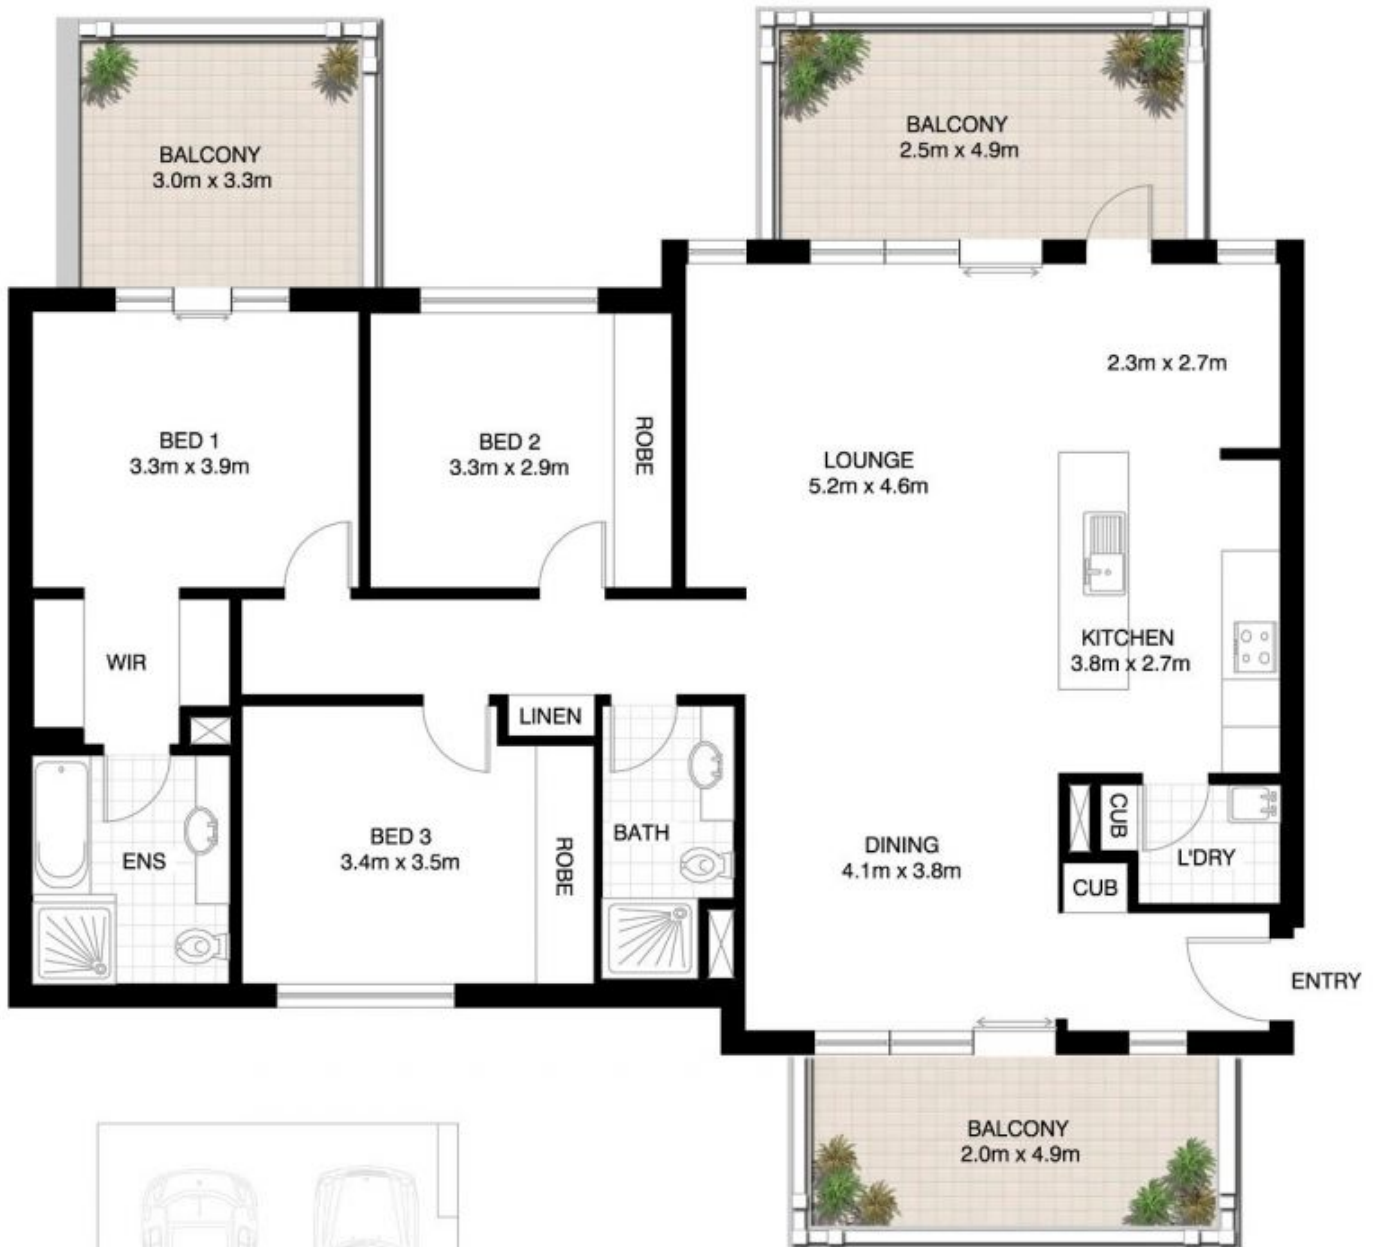 BALCONY
3.0m x 3.3m
BALCONY
2.5m x 4.9m
2.3m x 2.7m
BED 1
3.3m x 3.9m
BED 2
3.3m x 2.9m
ROBE
LOUNGE
5.2m x 4.6m
KITCHEN
3.8m x 2.7m
WIR
LINEN
ENS
BED 3
3.4m x 3.5m
ROBE
BATH
DINING
4.1m x 3.8m
CUB
L'DRY
CUB
ENTRY
BALCONY
2.0m x 4.9m